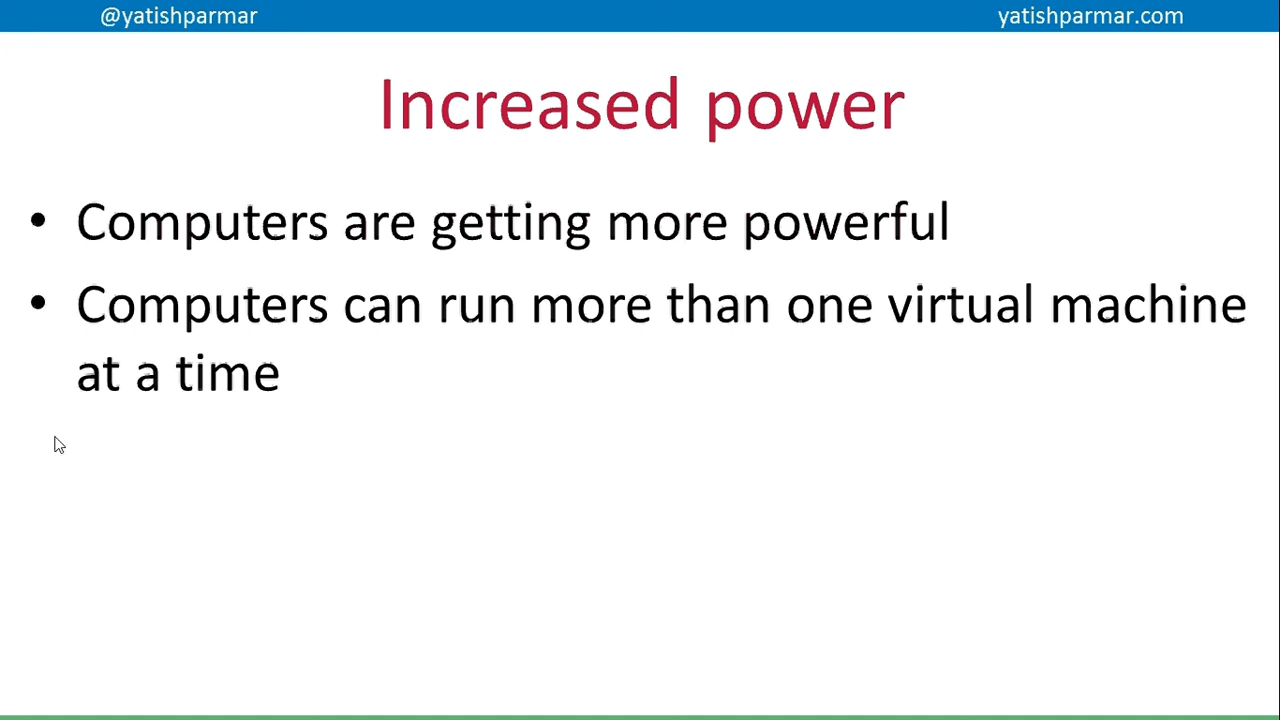 @yatishparmar
yatishparmar.com
Increased power
• Computers are getting more powerful
• Computers can run more than one virtual machine
at a time